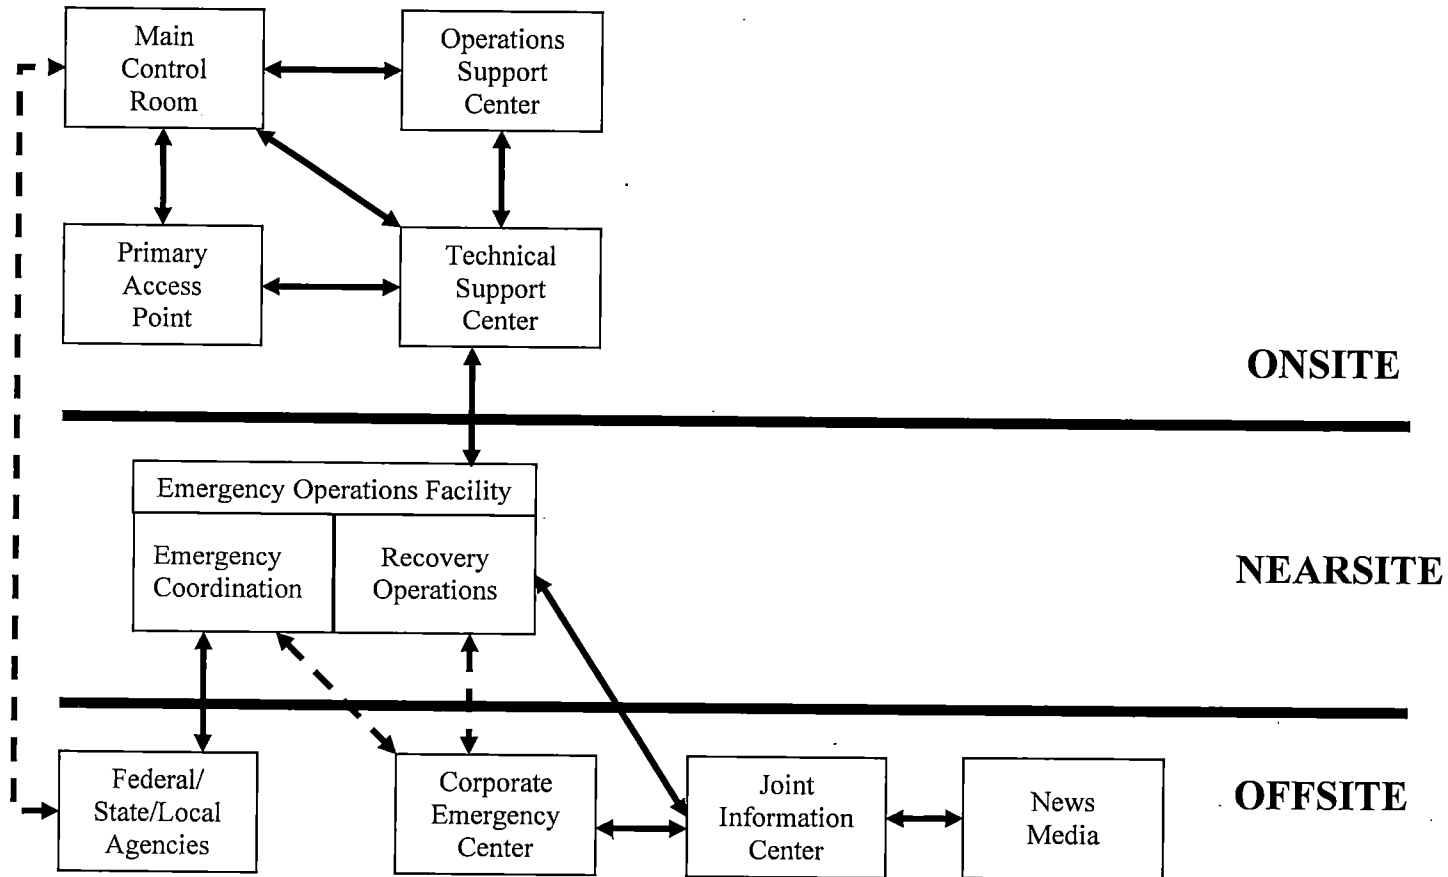 Main
Control
Room
Operations
Support
Center
Primary
Access
Point
Technical
Support
Center
ONSITE
Emergency Operations Facility
Emergency
Coordination
Recovery
Operations
NEARSITE
Federal/
State/Local
Agencies
Corporate
Emergency
Center
Joint
Information
Center
News
Media
OFFSITE